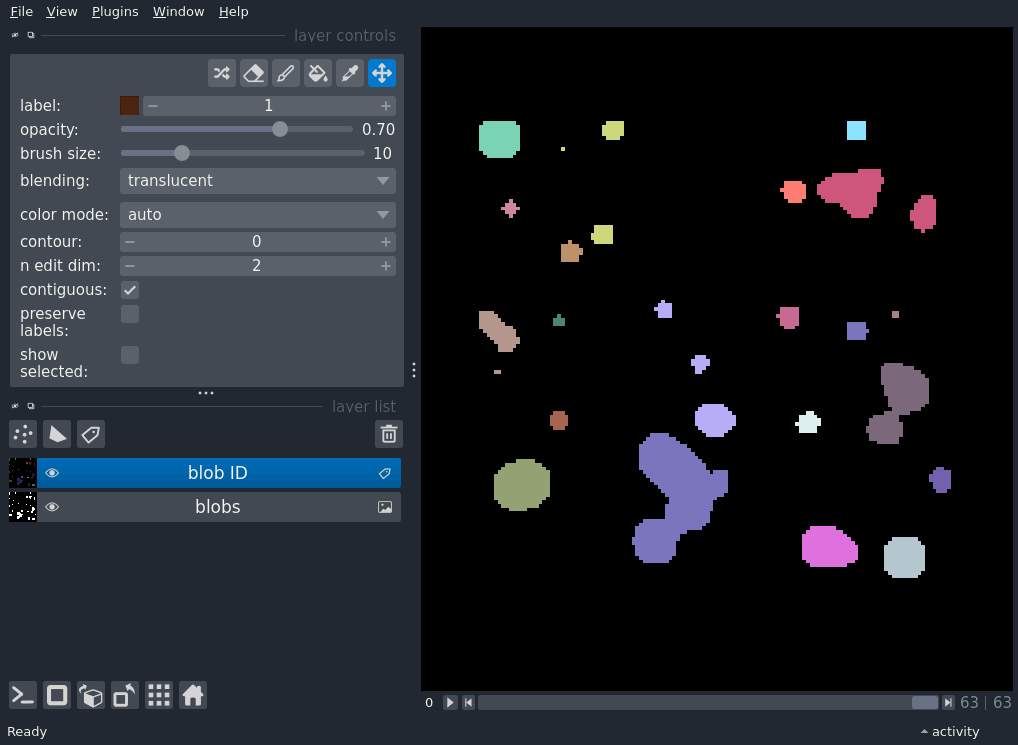 File View Plugins Window Help
layer controls
label: 1
opacity: 0.70
brush size: 10
blending: translucent
color mode: auto
contour: 0
n edit dim: 2
contiguous:
preserve
labels:
show
selected:
layer list
blob ID
blobs
0 63 | 63
Ready activity